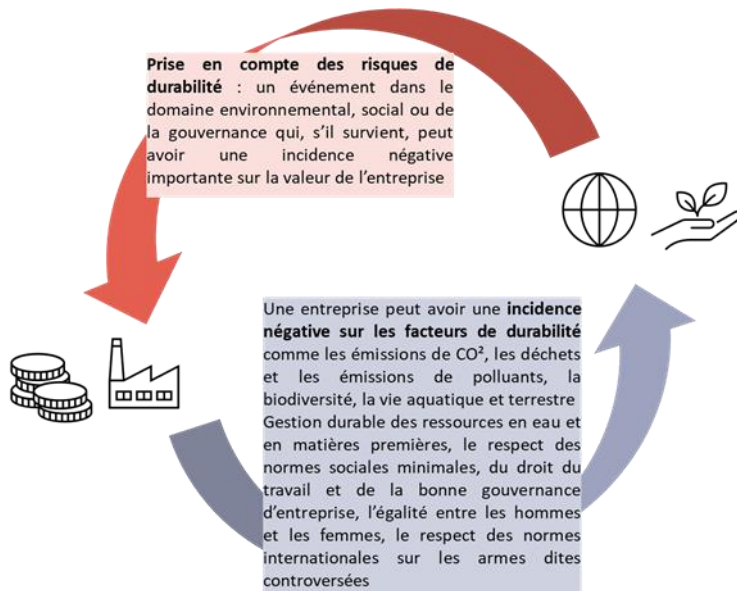 Prise en compte des risques de
durabilité : un événement dans le
domaine environnemental, social ou de
la gouvernance qui, s’il survient, peut
avoir une incidence négative
importante sur la valeur de l’entreprise
Une entreprise peut avoir une incidence
négative sur les facteurs de durabilité
comme les émissions de CO², les déchets
et les émissions de polluants, la
biodiversité, la vie aquatique et terrestre
Gestion durable des ressources en eau et
en matières premières, le respect des
normes sociales minimales, du droit du
travail et de la bonne gouvernance
d’entreprise, l’égalité entre les hommes
et les femmes, le respect des normes
internationales sur les armes dites
controversées